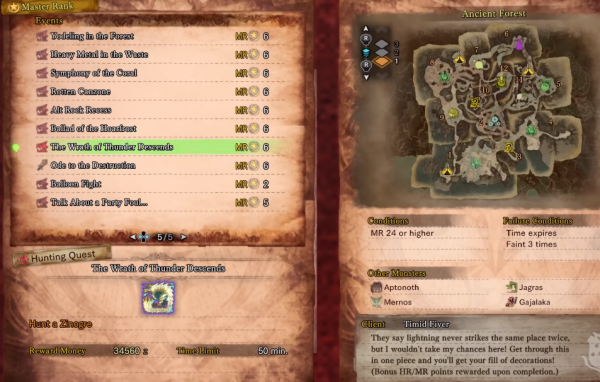 Master Rank
Events
Yodeling in the Forest MR 6
Heavy Metal in the Waste MR 6
Symphony of the Coral MR 6
Rotten Canzone MR 6
Alt Rock Recess MR 6
Ballad of the Hoarfrost MR 6
The Wrath of Thunder Descends MR 6
Ode to the Destruction MR 6
Balloon Fight MR 2
Talk About a Party Foul... MR 5
5/5
Hunting Quest
The Wrath of Thunder Descends
Hunt a Zinogre
Reward Money 34560 z Time Limit 50 min.
Ancient Forest
Conditions
MR 24 or higher
Failure Conditions
Time expires
Faint 3 times
Other Monsters
Aptonoth Jagras
Mernos Gajalaka
Client Timid Fiver
They say lightning never strikes the same place twice,
but I wouldn't take my chances here! Get through this
in one piece and you'll get your fill of decorations!
(Bonus HR/MR points rewarded upon completion.)